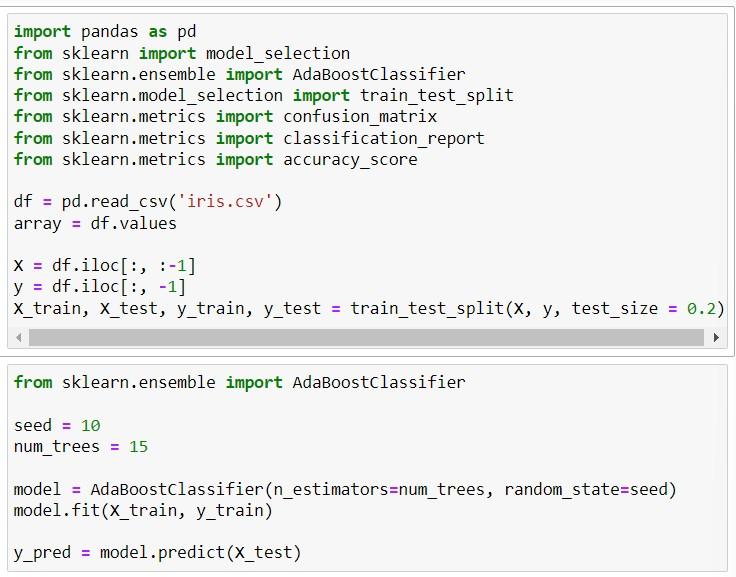 import pandas as pd
from sklearn import model_selection
from sklearn.ensemble import AdaBoostClassifier
from sklearn.model_selection import train_test_split
from sklearn.metrics import confusion_matrix
from sklearn.metrics import classification_report
from sklearn.metrics import accuracy_score
df = pd.read_csv('iris.csv')
array = df.values
X = df.iloc[:, :-1]
y = df.iloc[:, -1]
X_train, X_test, y_train, y_test = train_test_split(X, y, test_size = 0.2)
from sklearn.ensemble import AdaBoostClassifier
seed = 10
num_trees = 15
model = AdaBoostClassifier(n_estimators=num_trees, random_state=seed)
model.fit(X_train, y_train)
y_pred = model.predict(X_test)